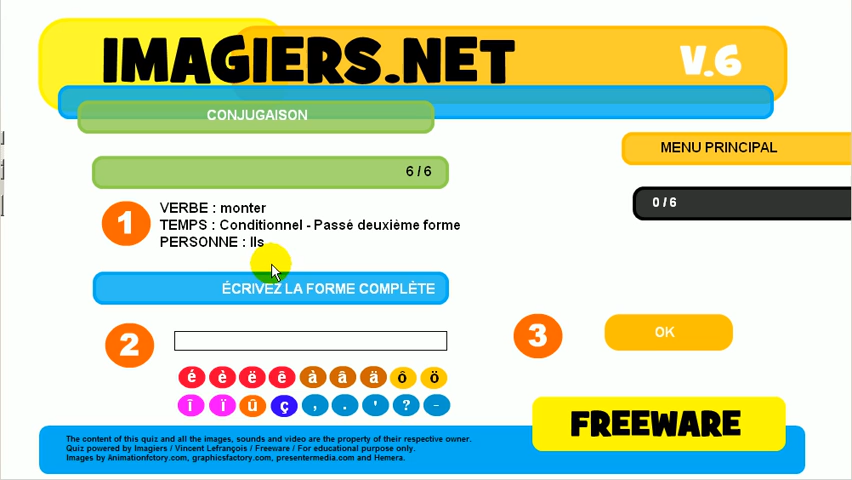 IMAGIERS.NET
V.6
CONJUGAISON
MENU PRINCIPAL
6 / 6
0 / 6
1
VERBE : monter
TEMPS : Conditionnel - Passé deuxième forme
PERSONNE : Ils
ÉCRIVEZ LA FORME COMPLÈTE
2
3
OK
é è ë ê à â ä ô ö
î ï û ç , . ' ? -
FREEWARE
The content of this quiz and all the images, sounds and video are the property of their respective owner.
Quiz powered by Imagiers / Vincent Lefrançois / Freeware / For educational purpose only.
Images by Animationfctory.com, graphicsfactory.com, presentermedia.com and Hemera.